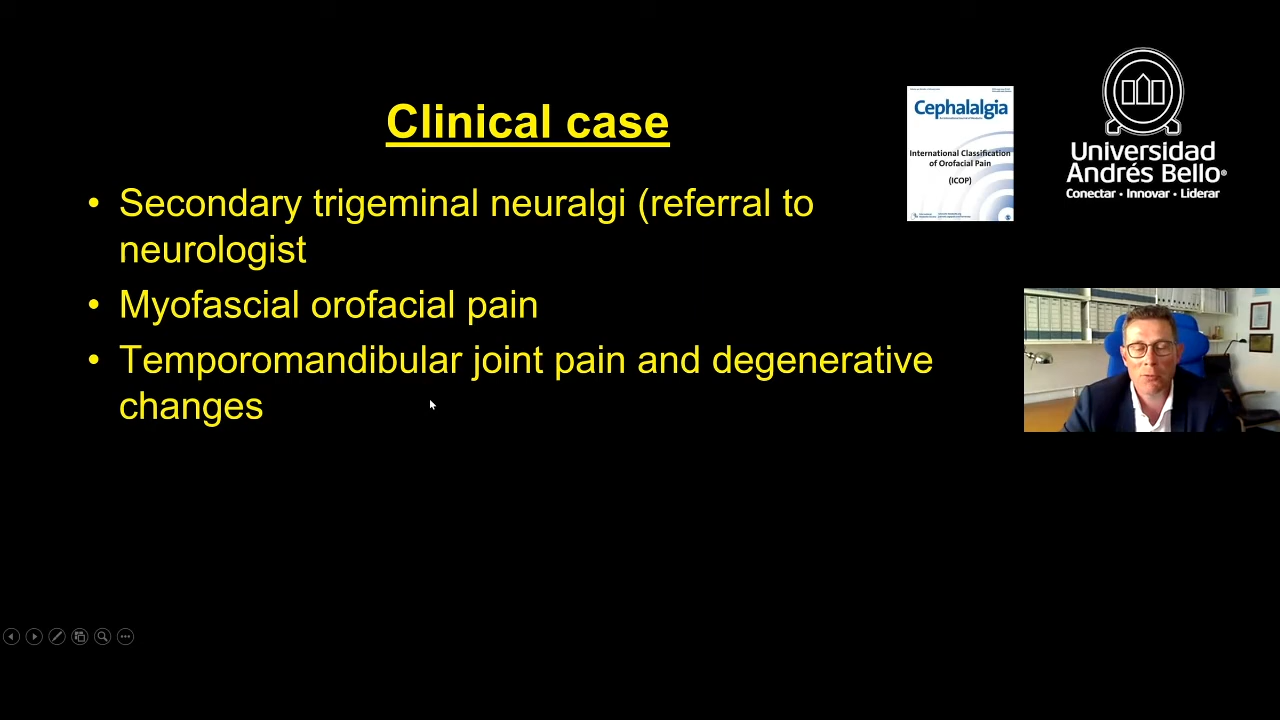 Clinical case
• Secondary trigeminal neuralgi (referral to
neurologist
• Myofascial orofacial pain
• Temporomandibular joint pain and degenerative
changes
Cephalalgia
International Classification
of Orofacial Pain
(ICOP)
Universidad
Andrés Bello®
Conectar • Innovar • Liderar